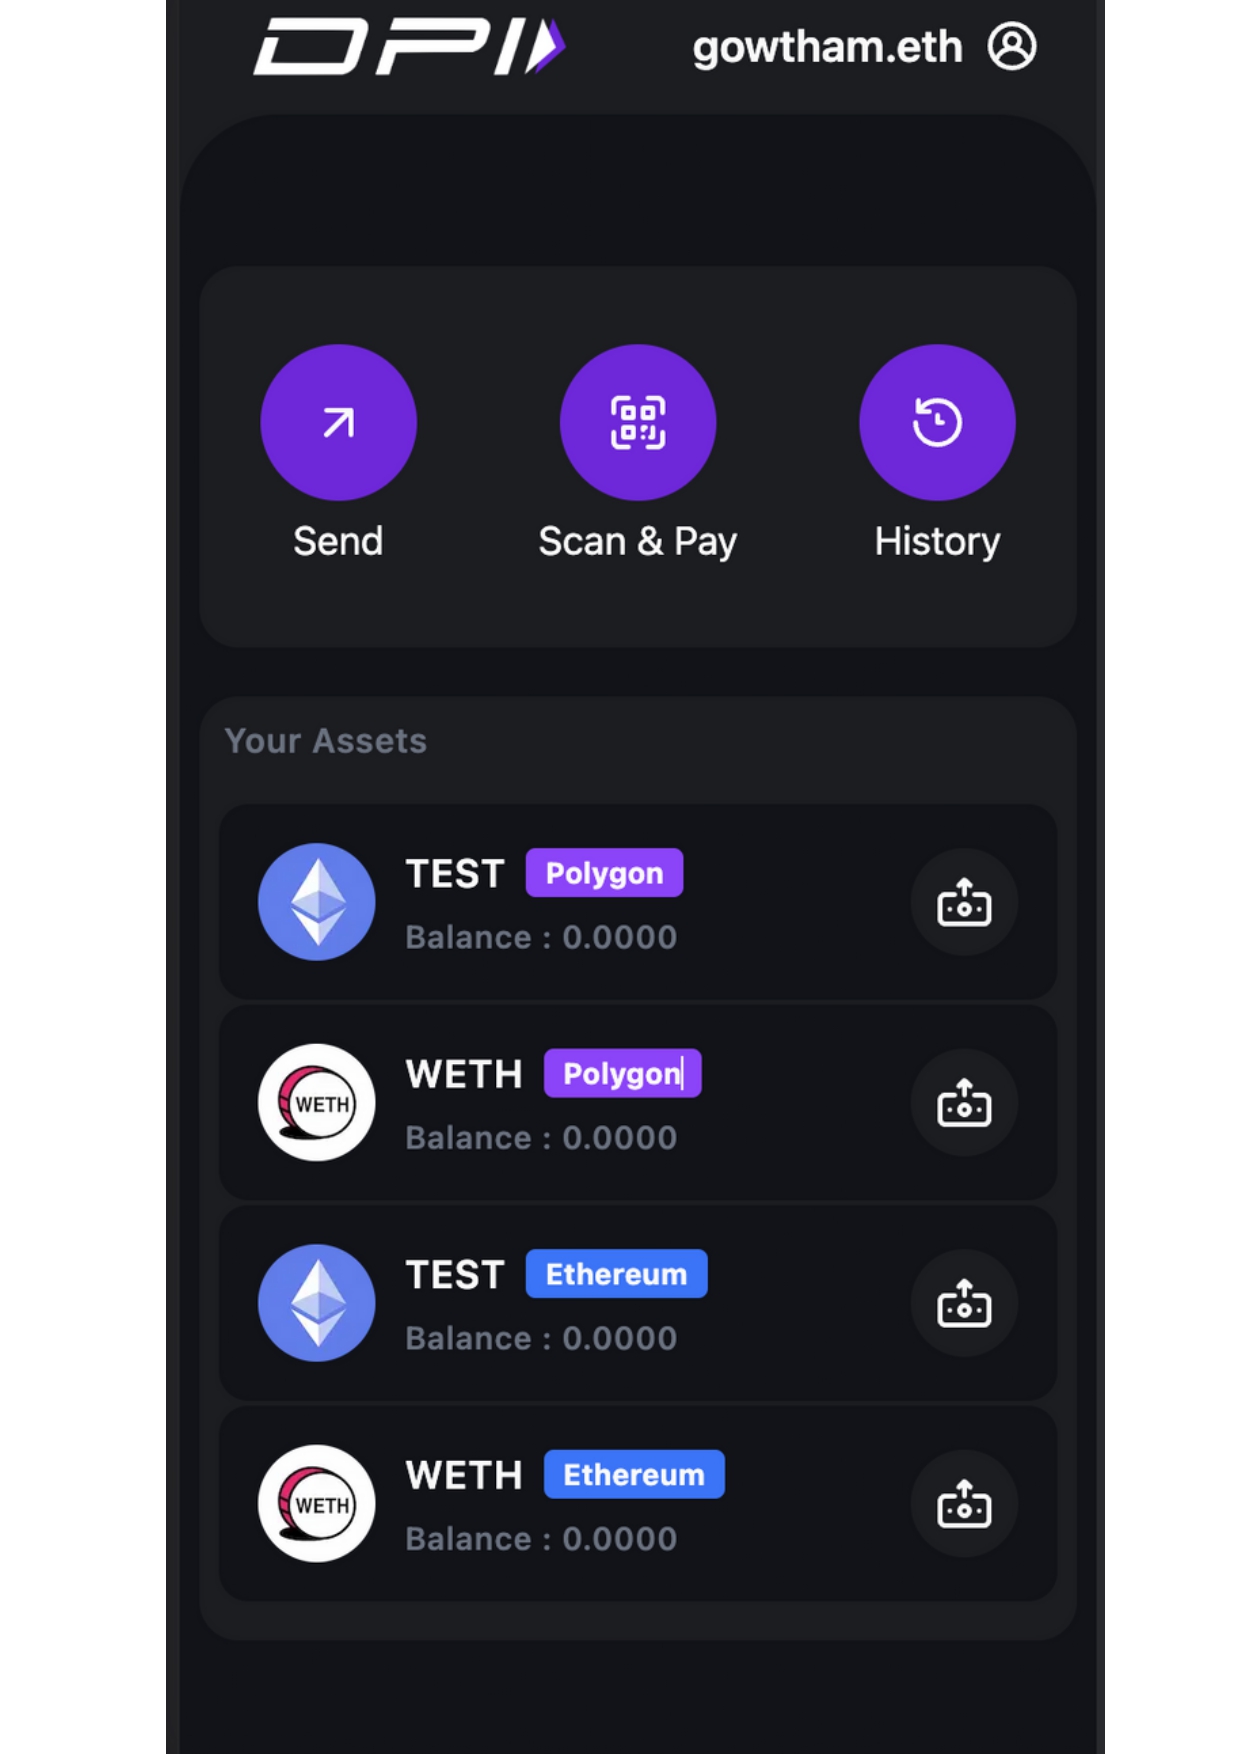 DPI gowtham.eth
Send Scan & Pay History
Your Assets
TEST Polygon
Balance : 0.0000
WETH
WETH Polygon
Balance : 0.0000
TEST Ethereum
Balance : 0.0000
WETH
WETH Ethereum
Balance : 0.0000